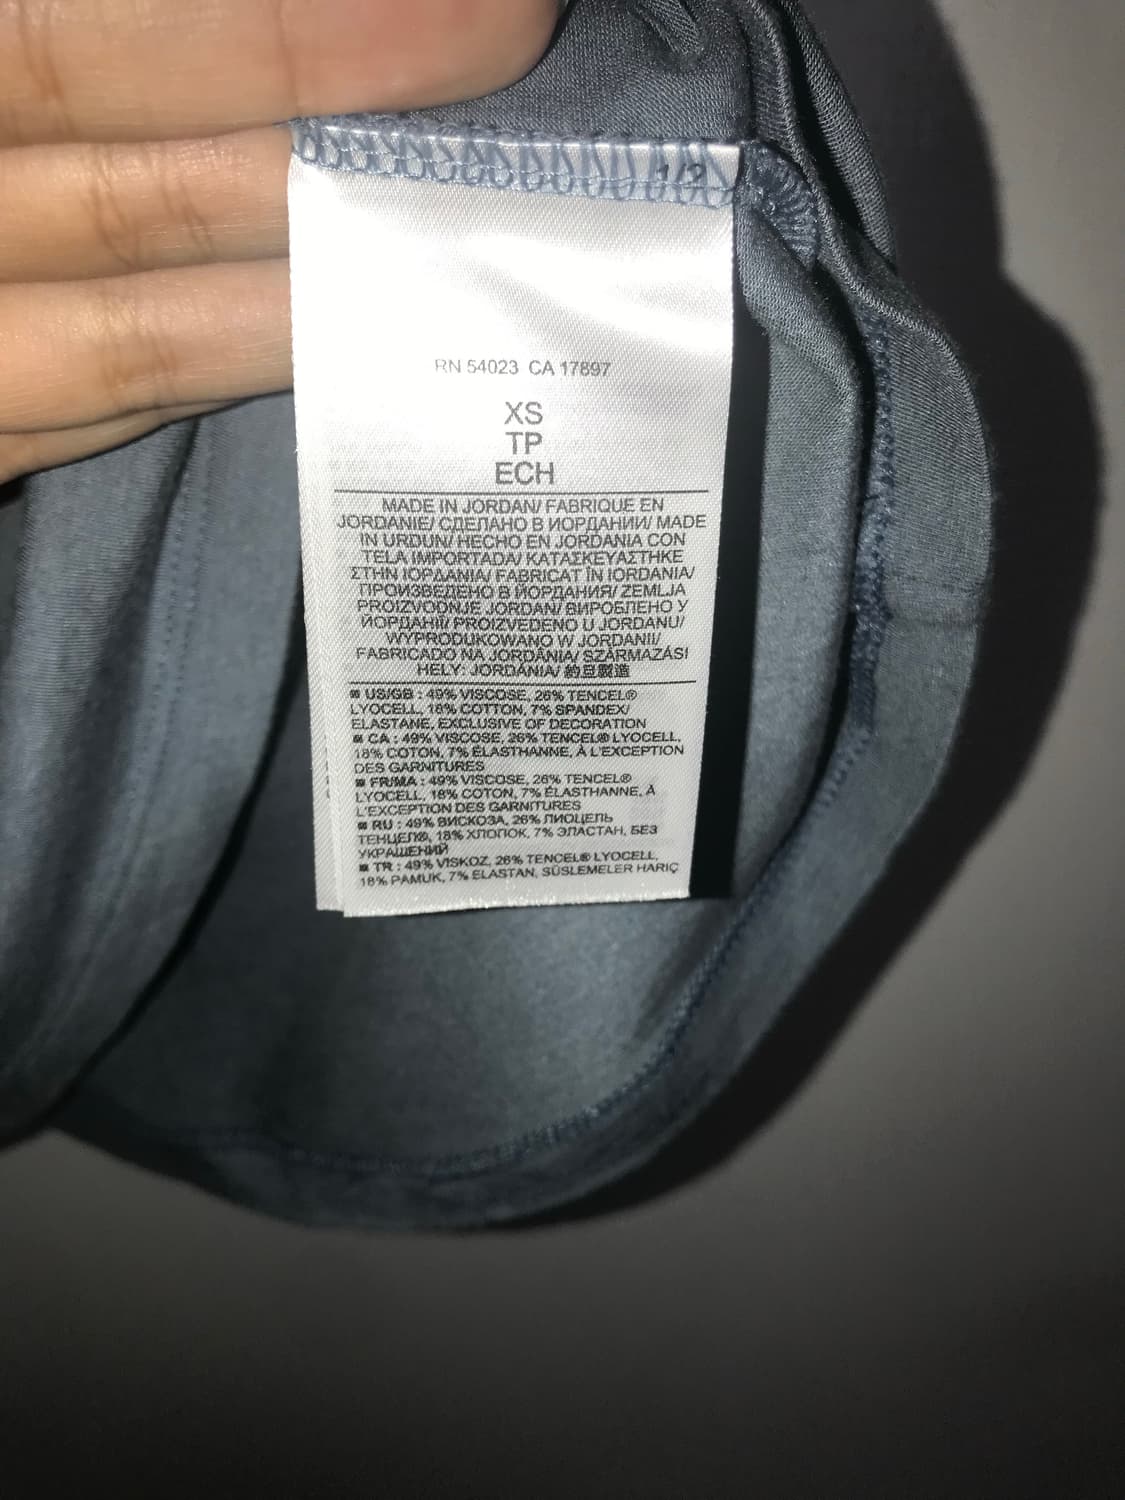 1/2
RN 54023 CA 17897
XS
TP
ECH
MADE IN JORDAN/ FABRIQUE EN
JORDANIE/ СДЕЛАНО В ИОРДАНИИ/ MADE
IN URDUN/ HECHO EN JORDANIA CON
TELA IMPORTADA/ ΚΑΤΑΣΚΕΥΑΣΤΗΚΕ
ΣΤΗΝ ΙΟΡΔΑΝΙΑ/ FABRICAT ÎN IORDANIA/
ПРОИЗВЕДЕНО В ЙОРДАНИЯ/ ZEMLJA
PROIZVODNJE JORDAN/ ВИРОБЛЕНО У
ЙОРДАНІЇ/ PROIZVEDENO U JORDANU/
WYPRODUKOWANO W JORDANII/
FABRICADO NA JORDÂNIA/ SZÁRMAZÁSI
HELY: JORDÁNIA/ 約旦製造
US/GB : 49% VISCOSE, 26% TENCEL®
LYOCELL, 18% COTTON, 7% SPANDEX/
ELASTANE, EXCLUSIVE OF DECORATION
CA : 49% VISCOSE, 26% TENCEL® LYOCELL,
18% COTON, 7% ÉLASTHANNE, À L'EXCEPTION
DES GARNITURES
FR/MA : 49% VISCOSE, 26% TENCEL®
LYOCELL, 18% COTON, 7% ÉLASTHANNE, À
L'EXCEPTION DES GARNITURES
RU : 49% ВИСКОЗА, 26% ЛИОЦЕЛЬ
ТЕНЦЕЛ®, 18% ХЛОПОК, 7% ЭЛАСТАН, БЕЗ
УКРАШЕНИЙ
TR : 49% VISKOZ, 26% TENCEL® LYOCELL,
18% PAMUK, 7% ELASTAN, SÜSLEMELER HARİÇ